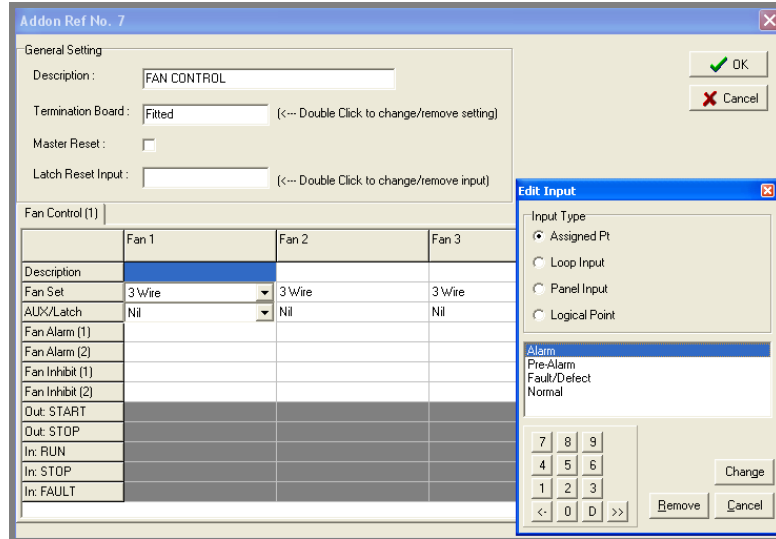 Addon Ref No. 7
General Setting
Description :
FAN CONTROL
OK
Termination Board :
Fitted
(<--- Double Click to change/remove setting)
Cancel
Master Reset :
Latch Reset Input :
(<--- Double Click to change/remove input)
Fan Control (1)
Fan 1 Fan 2 Fan 3
Description
Fan Set 3 Wire 3 Wire 3 Wire
AUX/Latch Nil Nil Nil
Fan Alarm (1)
Fan Alarm (2)
Fan Inhibit (1)
Fan Inhibit (2)
Out: START
Out: STOP
In: RUN
In: STOP
In: FAULT
Edit Input
Input Type
Assigned Pt
Loop Input
Panel Input
Logical Point
Alarm
Pre-Alarm
Fault/Defect
Normal
7 8 9
4 5 6
1 2 3
<- 0 D >>
Change
Remove Cancel